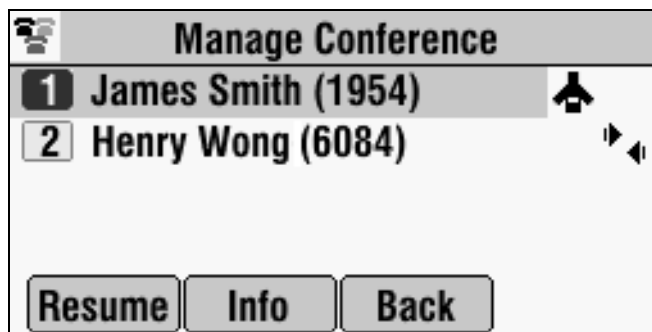 Manage Conference
1 James Smith (1954)
2 Henry Wong (6084)
Resume Info Back